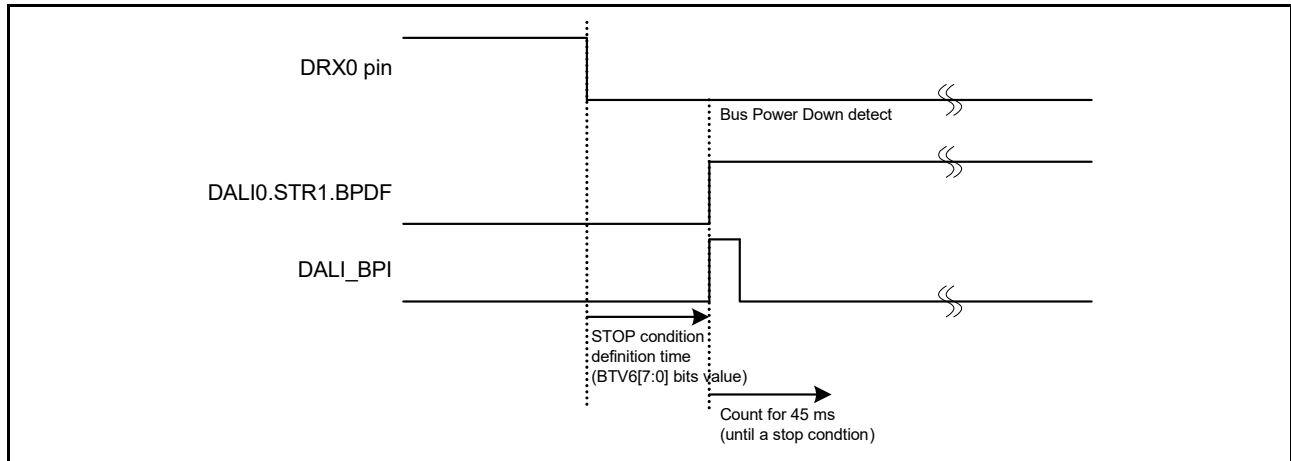 DRX0 pin
Bus Power Down detect
DALI0.STR1.BPDF
DALI_BPI
STOP condition
definition time
(BTV6[7:0] bits value)
Count for 45 ms
(until a stop condtion)